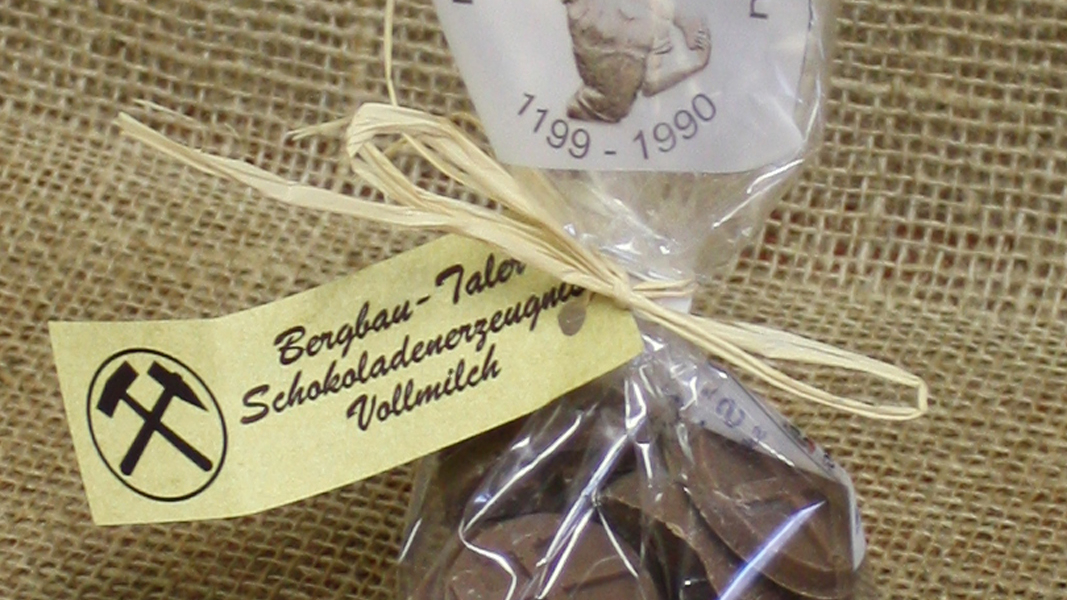 1199 - 1990
Bergbau-Taler
Schokoladenerzeugnis
Vollmilch